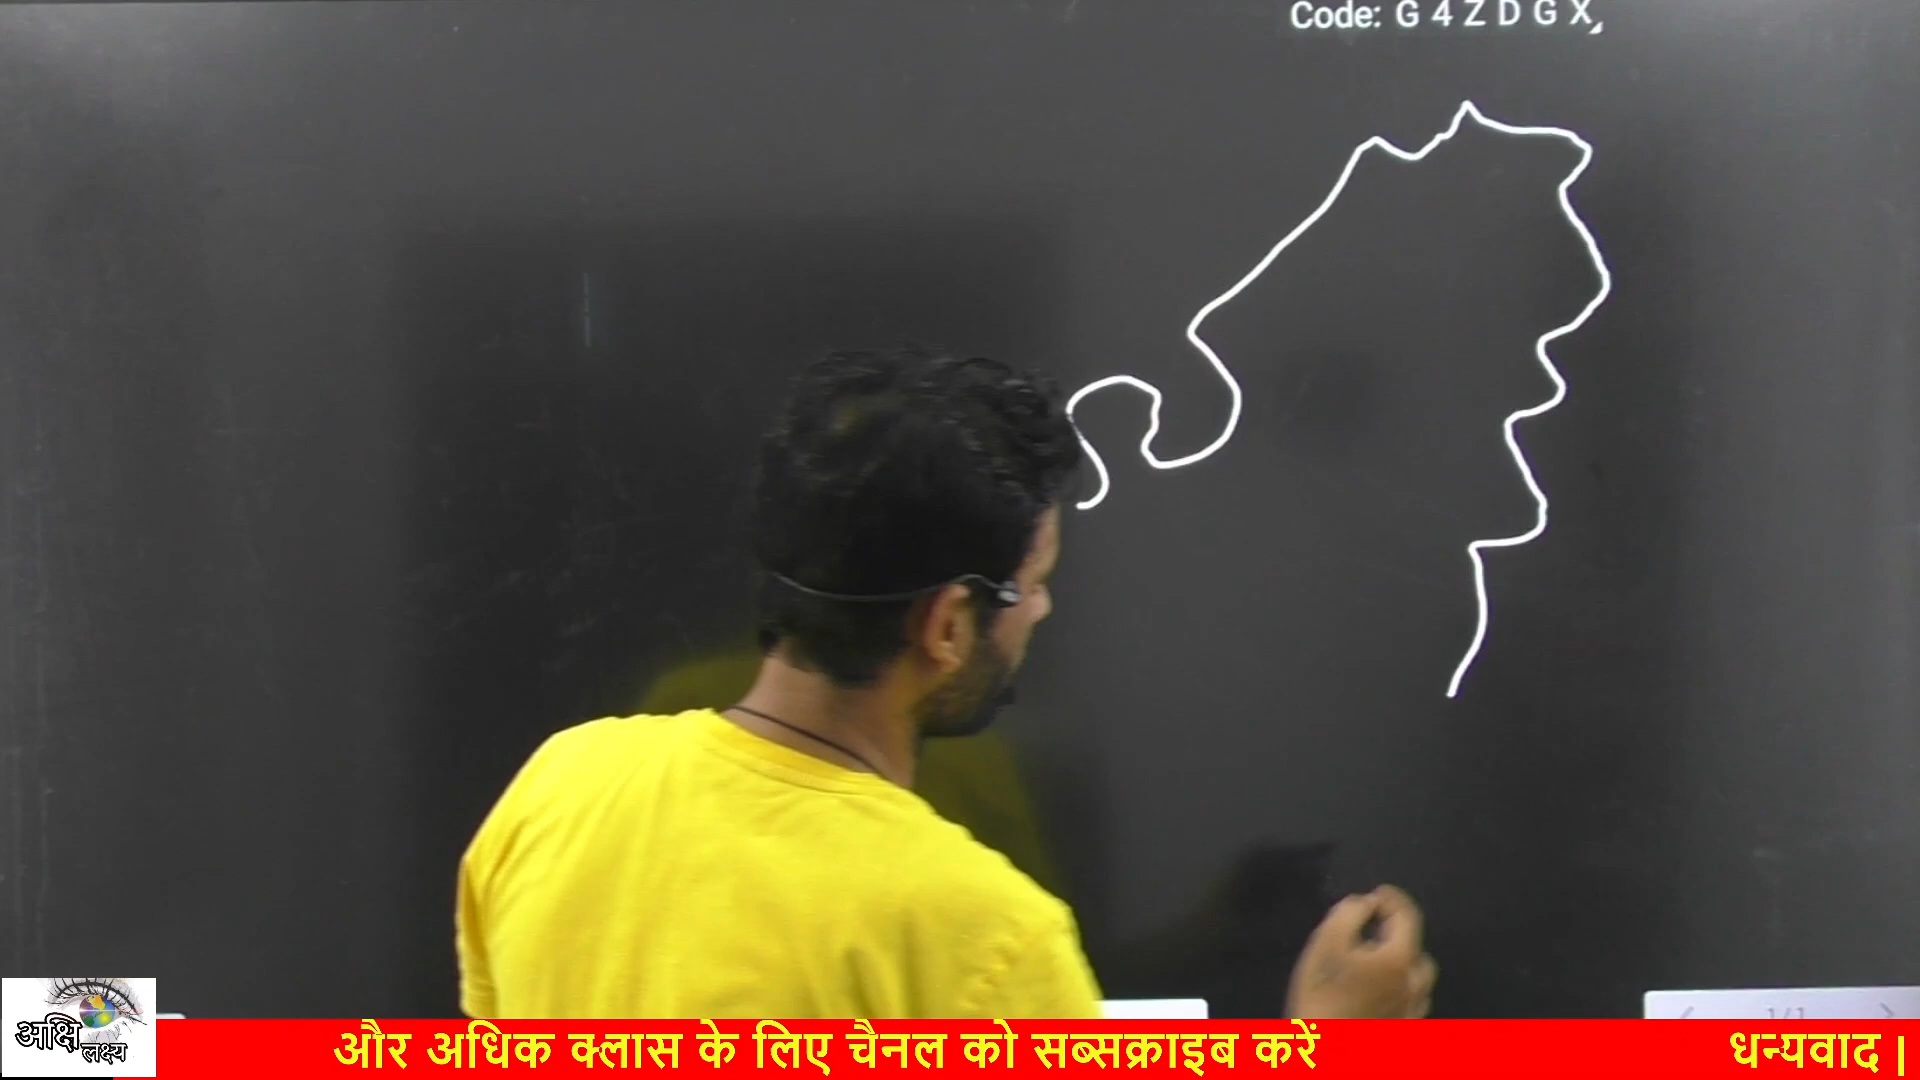 Code: G 4 Z D G X
अक्षि
लक्ष्य
और अधिक क्लास के लिए चैनल को सब्सक्राइब करें
धन्यवाद |